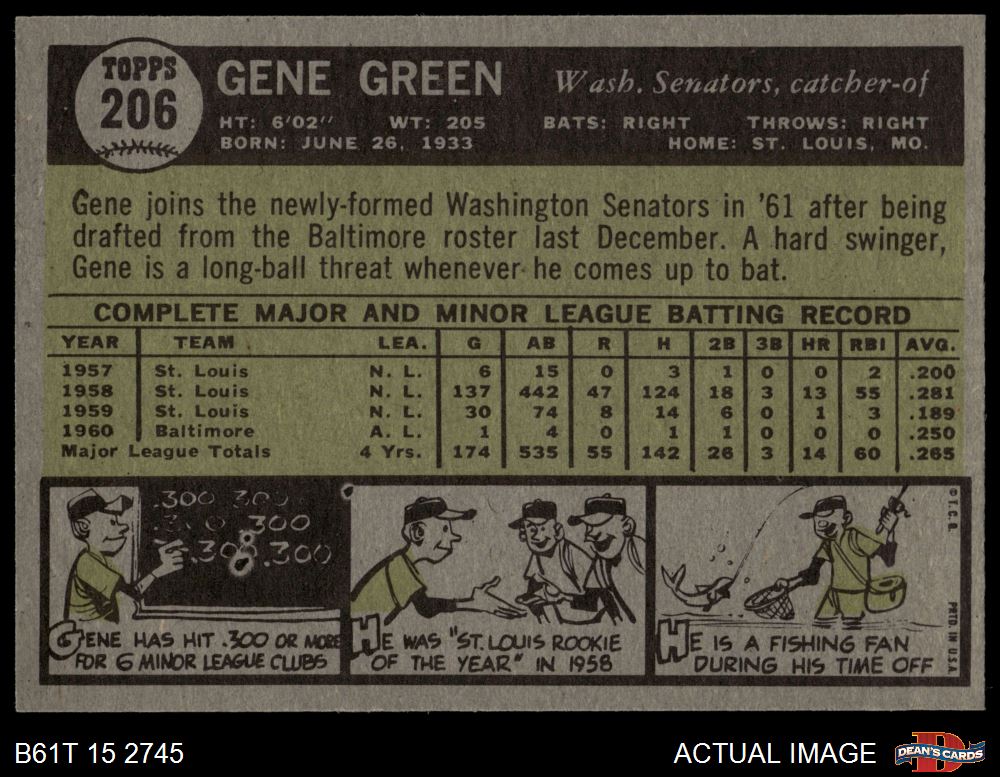 TOPPS
206
GENE GREEN
Wash. Senators, catcher-of
HT: 6'02" WT: 205 BATS: RIGHT THROWS: RIGHT
BORN: JUNE 26, 1933 HOME: ST. LOUIS, MO.
Gene joins the newly-formed Washington Senators in '61 after being
drafted from the Baltimore roster last December. A hard swinger,
Gene is a long-ball threat whenever he comes up to bat.
COMPLETE MAJOR AND MINOR LEAGUE BATTING RECORD
YEAR TEAM LEA. G AB R H 2B 3B HR RBI AVG.
1957 St. Louis N. L. 6 15 0 3 1 0 0 2 .200
1958 St. Louis N. L. 137 442 47 124 18 3 13 55 .281
1959 St. Louis N. L. 30 74 8 14 6 0 1 3 .189
1960 Baltimore A. L. 1 4 0 1 1 0 0 0 .250
Major League Totals 4 Yrs. 174 535 55 142 26 3 14 60 .265
.300
.300
.300 .300
GENE HAS HIT .300 OR MORE
FOR 6 MINOR LEAGUE CLUBS
HE WAS "ST. LOUIS ROOKIE
OF THE YEAR" IN 1958
HE IS A FISHING FAN
DURING HIS TIME OFF
© T. C. G.
PRTD. IN U.S.A.
B61T 15 2745
ACTUAL IMAGE
D
DEAN'S CARDS